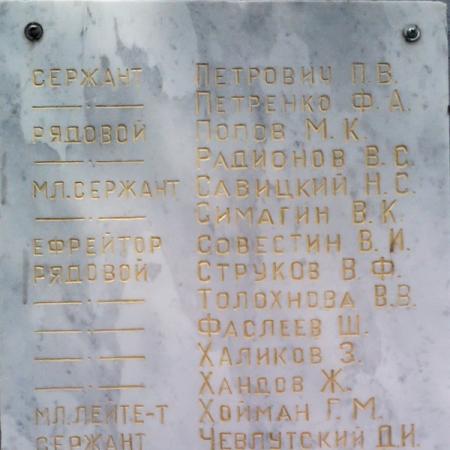 СЕРЖАНТ ПЕТРОВИЧ П.В.
—·— ПЕТРЕНКО Ф.А.
РЯДОВОЙ ПОПОВ М.К.
—·— РАДИОНОВ В.С.
МЛ.СЕРЖАНТ САВИЦКИЙ Н.С.
—·— СИМАГИН В.К.
ЕФРЕЙТОР СОВЕСТИН В.И.
РЯДОВОЙ СТРУКОВ В.Ф.
—·— ТОЛОХНОВА В.В.
—·— ФАСЛЕЕВ Ш.
—·— ХАЛИКОВ З.
—·— ХАНДОВ Ж.
МЛ.ЛЕЙТЕ-Т ХОЙМАН Г.М.
СЕРЖАНТ ЧЕВЛУТСКИЙ Д.И.